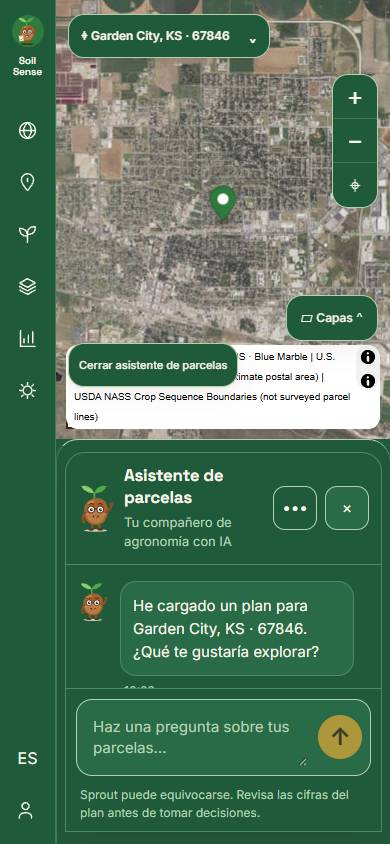 Soil
Sense
Garden City, KS · 67846
+
−
Capas ^
Cerrar asistente de parcelas
S · Blue Marble | U.S.
imate postal area) |
USDA NASS Crop Sequence Boundaries (not surveyed parcel
lines)
Asistente de
parcelas
Tu compañero de
agronomía con IA
×
He cargado un plan para
Garden City, KS · 67846.
¿Qué te gustaría explorar?
Haz una pregunta sobre tus
parcelas...
Sprout puede equivocarse. Revisa las cifras del
plan antes de tomar decisiones.
ES